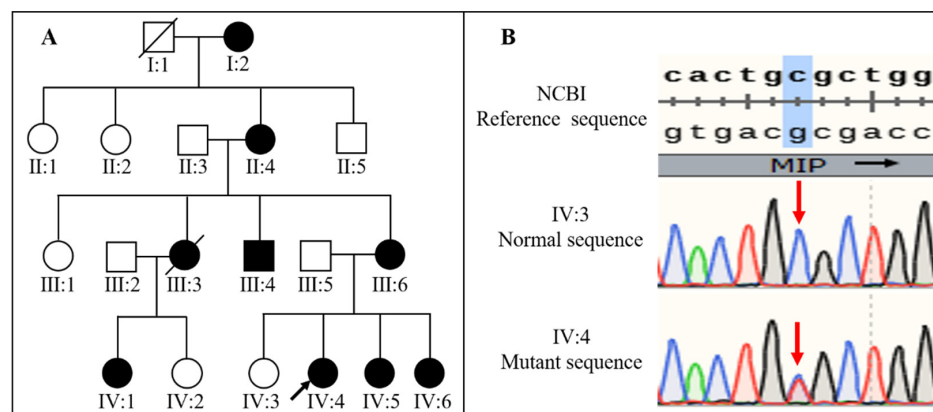 A
I:1 I:2
II:1 II:2 II:3 II:4 II:5
III:1 III:2 III:3 III:4 III:5 III:6
IV:1 IV:2 IV:3 IV:4 IV:5 IV:6
B
NCBI
Reference sequence
c a c t g c g c t g g
g t g a c g c g a c c
MIP
IV:3
Normal sequence
IV:4
Mutant sequence